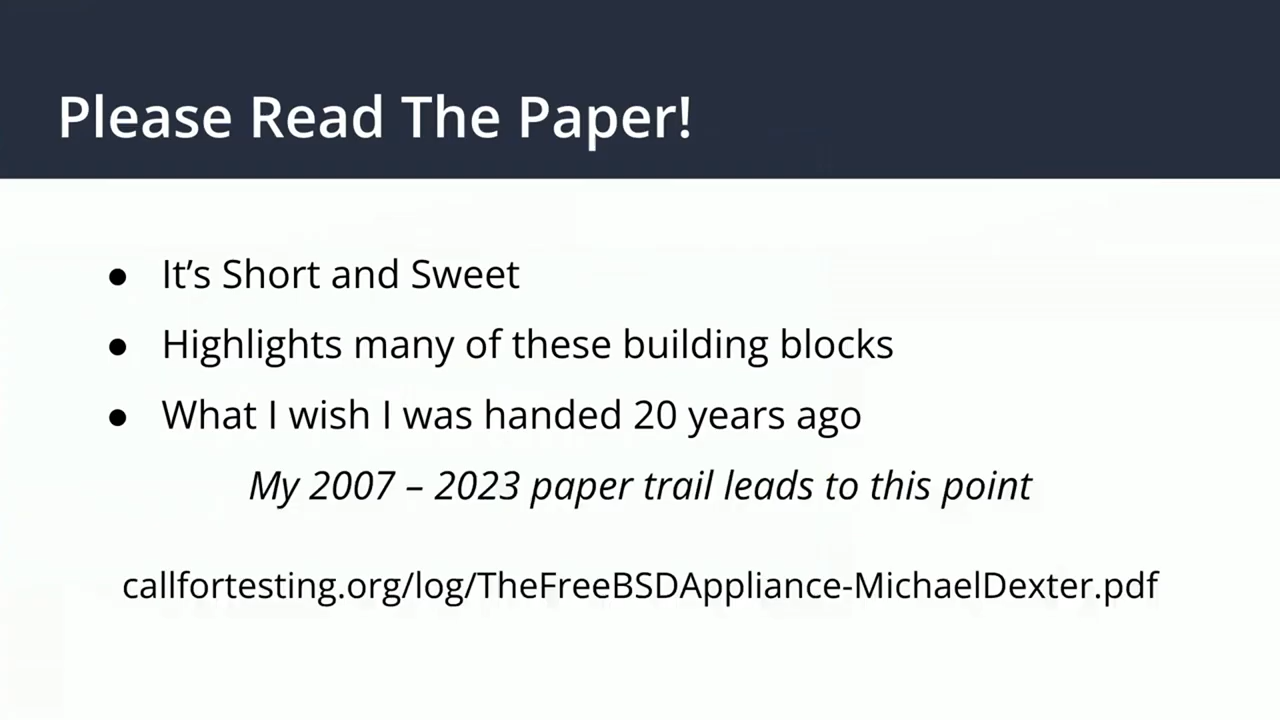 Please Read The Paper!
● It’s Short and Sweet
● Highlights many of these building blocks
● What I wish I was handed 20 years ago
My 2007 – 2023 paper trail leads to this point
callfortesting.org/log/TheFreeBSDAppliance-MichaelDexter.pdf